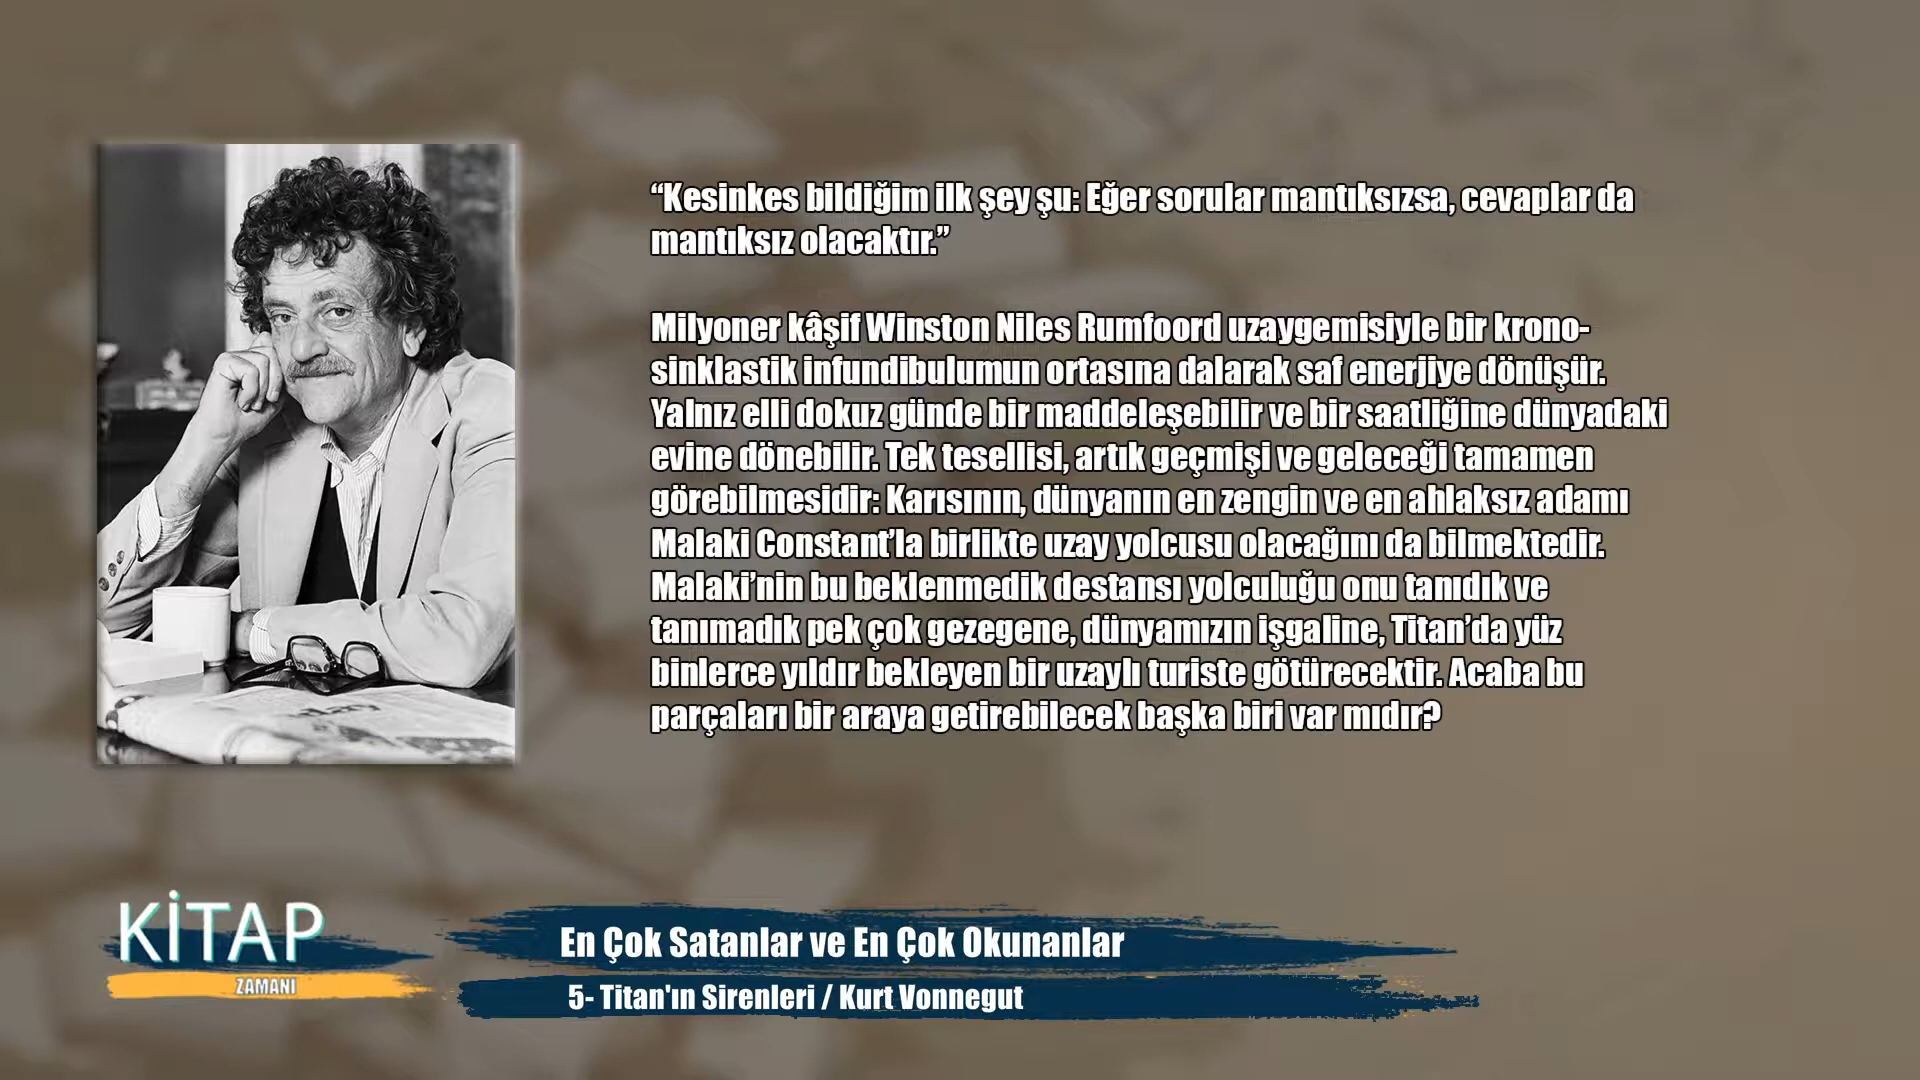 “Kesinkes bildiğim ilk şey şu: Eğer sorular mantıksızsa, cevaplar da
mantıksız olacaktır.”
Milyoner kâşif Winston Niles Rumfoord uzaygemisiyle bir krono-
sinklastik infundibulumun ortasına dalarak saf enerjiye dönüşür.
Yalnız elli dokuz günde bir maddeleşebilir ve bir saatliğine dünyadaki
evine dönebilir. Tek tesellisi, artık geçmişi ve geleceği tamamen
görebilmesidir: Karısının, dünyanın en zengin ve en ahlaksız adamı
Malaki Constant’la birlikte uzay yolcusu olacağını da bilmektedir.
Malaki’nin bu beklenmedik destansı yolculuğu onu tanıdık ve
tanımadık pek çok gezegene, dünyamızın işgaline, Titan’da yüz
binlerce yıldır bekleyen bir uzaylı turiste götürecektir. Acaba bu
parçaları bir araya getirebilecek başka biri var mıdır?
KİTAP
ZAMANI
En Çok Satanlar ve En Çok Okunanlar
5- Titan'ın Sirenleri / Kurt Vonnegut